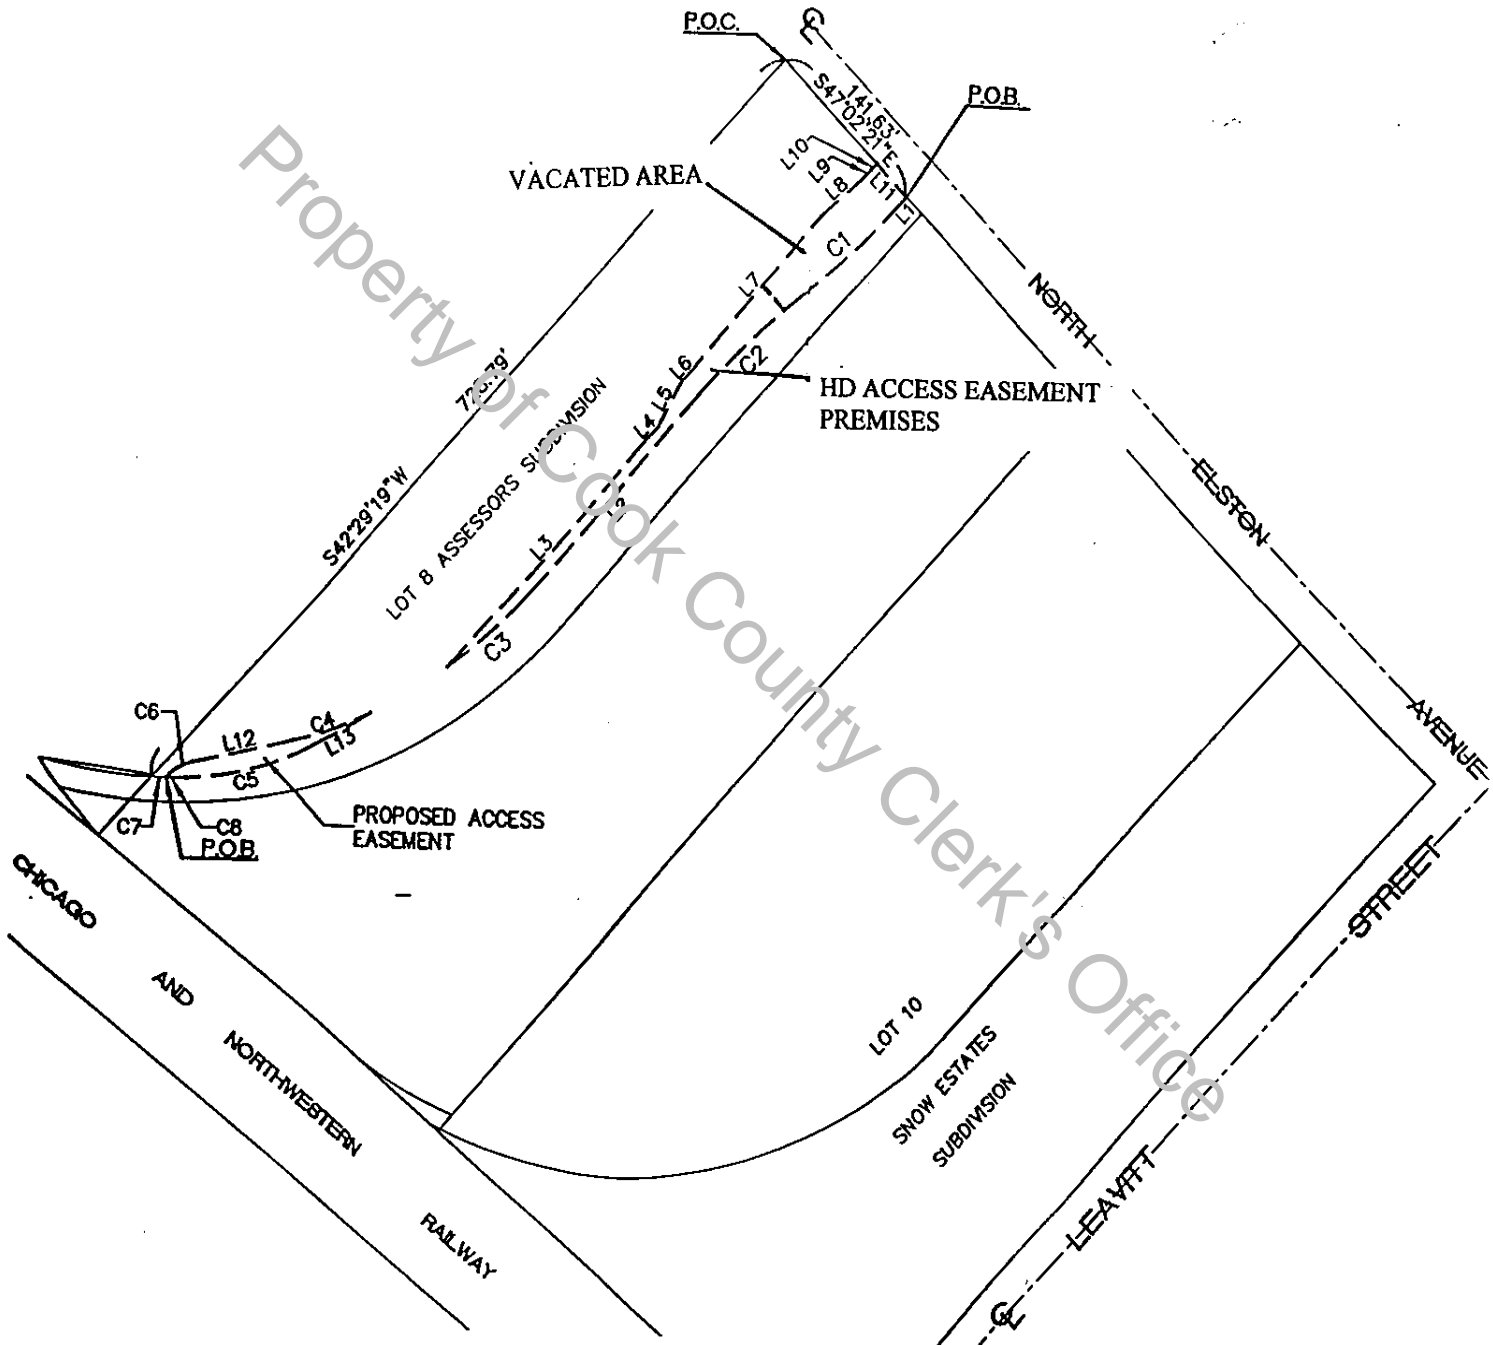 P.O.C.
℄
141.63'
S47°02'21"E
P.O.B.
L10
L9
L8
L11
L1
VACATED AREA
C1
L7
NORTH
C2
L6
L5
L4
HD ACCESS EASEMENT
PREMISES
S42°29'19"W
LOT 8 ASSESSORS SUBDIVISION
L3
C3
ELSTON
AVENUE
C6
L12
C4
L13
C5
C7
C8
P.O.B.
PROPOSED ACCESS
EASEMENT
CHICAGO
AND
NORTHWESTERN
RAILWAY
LOT 10
SNOW ESTATES
SUBDIVISION
STREET
LEAVITT
℄
Property of Cook County Clerk's Office